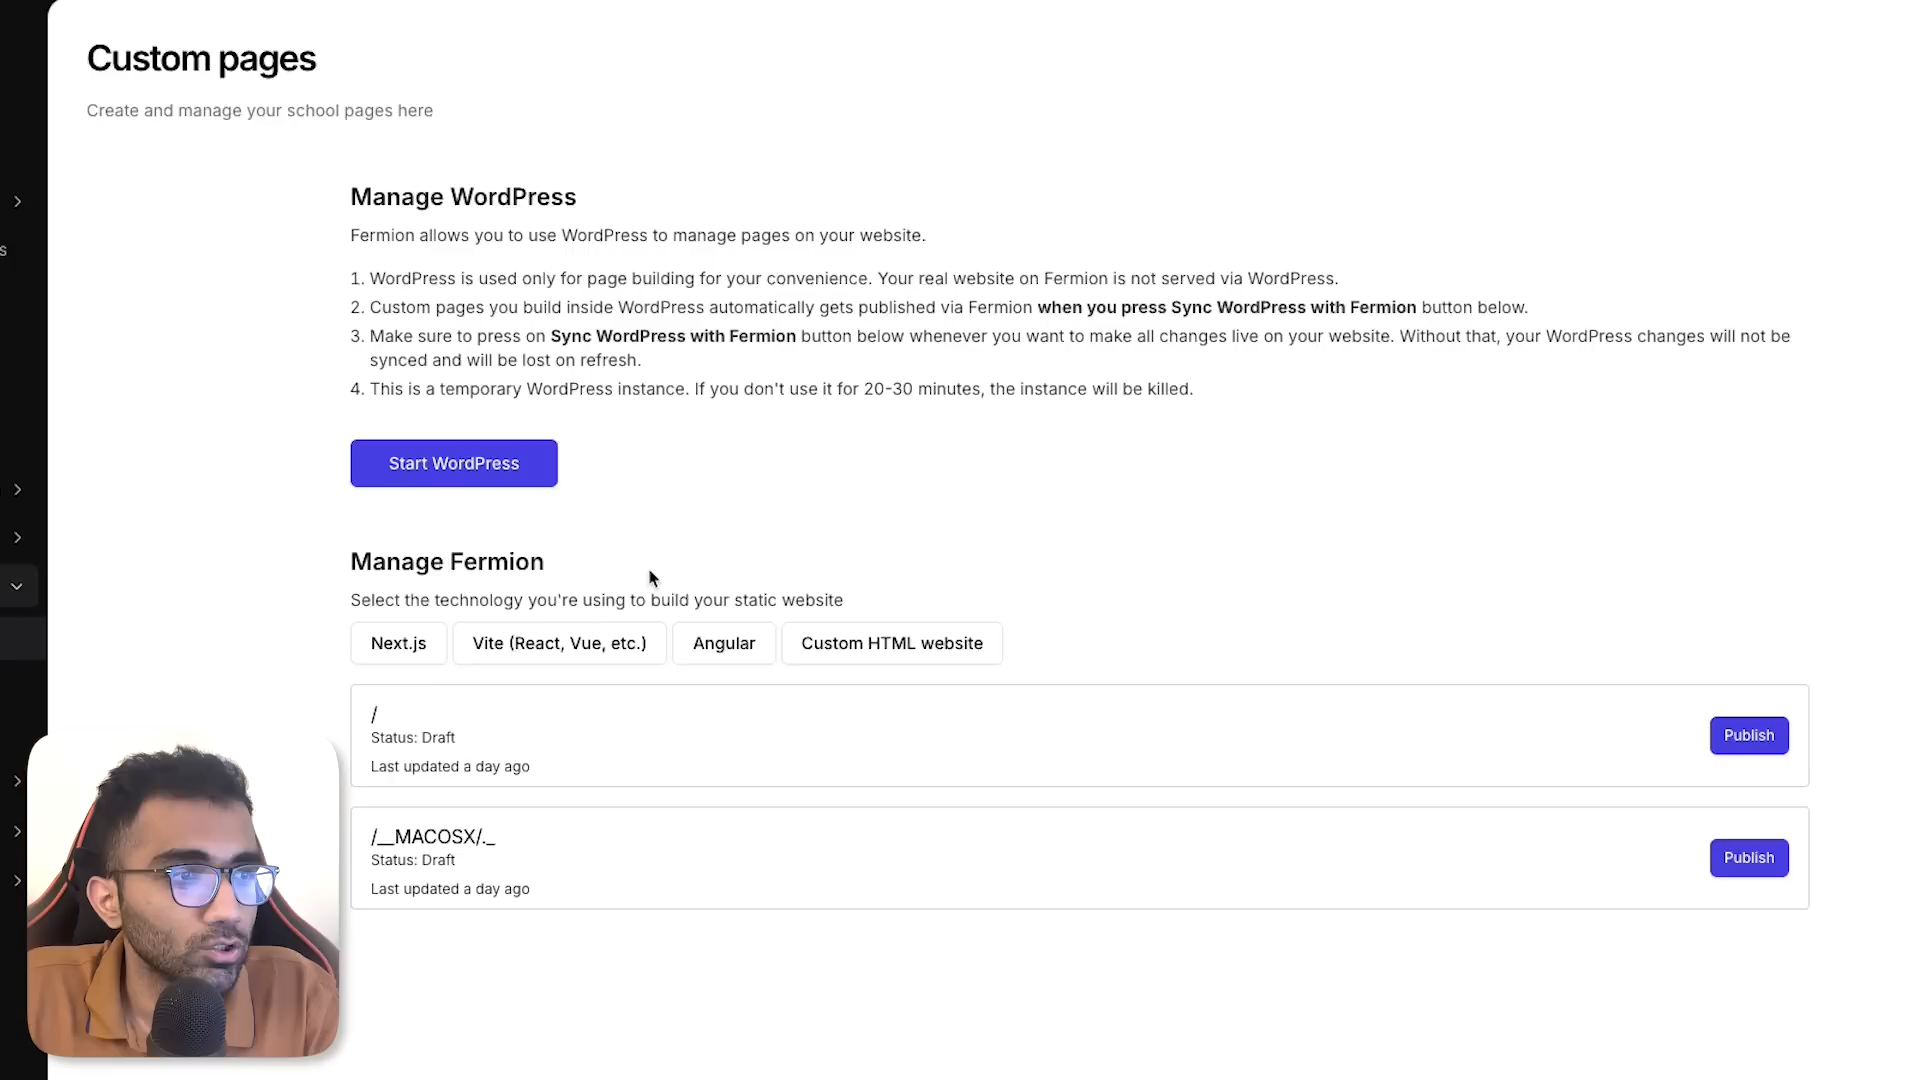 Custom pages
Create and manage your school pages here
Manage WordPress
Fermion allows you to use WordPress to manage pages on your website.
1. WordPress is used only for page building for your convenience. Your real website on Fermion is not served via WordPress.
2. Custom pages you build inside WordPress automatically gets published via Fermion when you press Sync WordPress with Fermion button below.
3. Make sure to press on Sync WordPress with Fermion button below whenever you want to make all changes live on your website. Without that, your WordPress changes will not be
synced and will be lost on refresh.
4. This is a temporary WordPress instance. If you don't use it for 20-30 minutes, the instance will be killed.
s
Start WordPress
Manage Fermion
Select the technology you're using to build your static website
Next.js Vite (React, Vue, etc.) Angular Custom HTML website
/
Status: Draft
Last updated a day ago
Publish
/__MACOSX/._
Status: Draft
Last updated a day ago
Publish